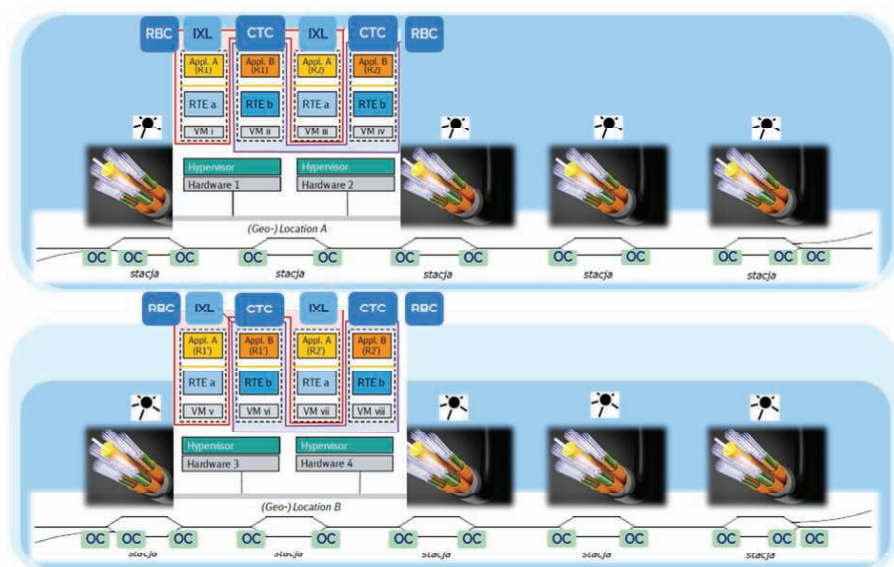 RBC IXL CTC IXL CTC RBC
Appl. A Appl. B Appl. A Appl. B
(R1) (R1) (R2) (R2)
RTE a RTE b RTE a RTE b
VM i VM ii VM iii VM iv
Hypervisor Hypervisor
Hardware 1 Hardware 2
(Geo-) Location A
OC OC OC OC OC OC OC OC OC OC OC OC
stacja stacja stacja stacja stacja
RBC IXL CTC IXL CTC RBC
Appl. A Appl. B Appl. A Appl. B
(R1') (R1') (R2') (R2')
RTE a RTE b RTE a RTE b
VM v VM vi VM vii VM viii
Hypervisor Hypervisor
Hardware 3 Hardware 4
(Geo-) Location B
OC OC OC OC OC OC OC OC OC OC OC OC
stacja stacja stacja stacja stacja